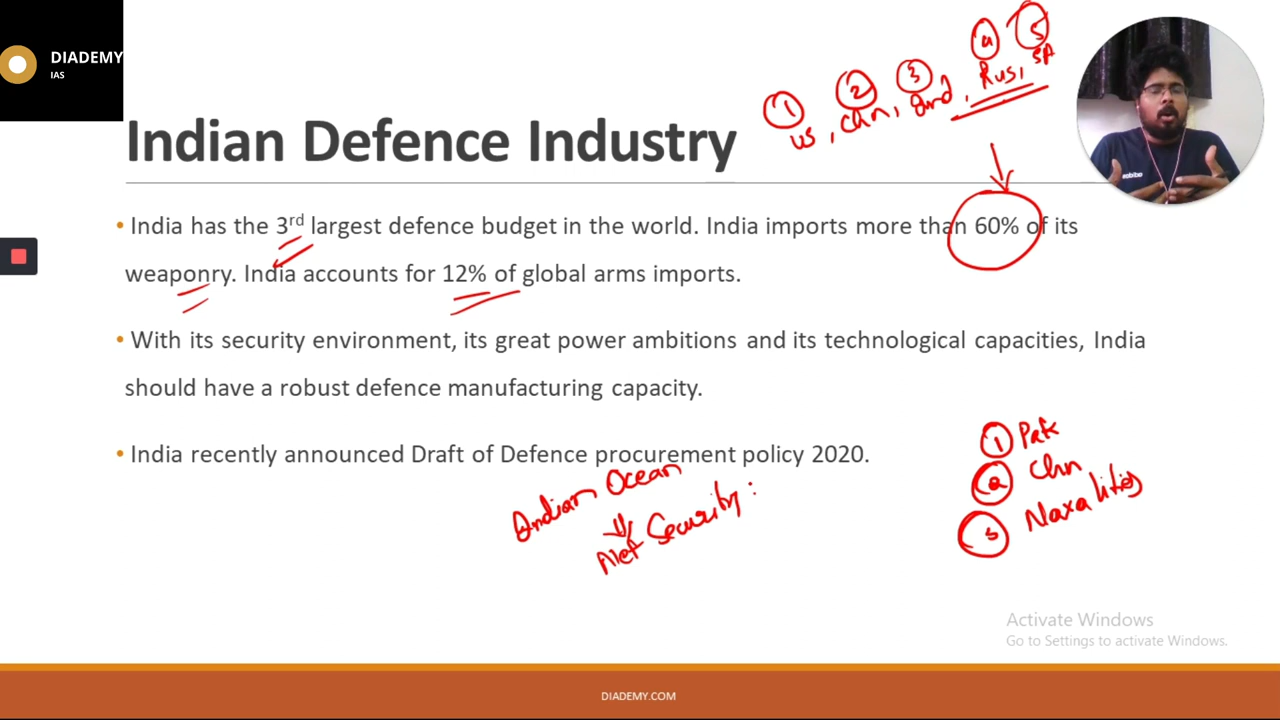 DIADEMY
IAS
① ② ③ ④ ⑤
US, Chn, Ind, Rus, SA
Indian Defence Industry
• India has the 3rd largest defence budget in the world. India imports more than 60% of its
weaponry. India accounts for 12% of global arms imports.
• With its security environment, its great power ambitions and its technological capacities, India
should have a robust defence manufacturing capacity.
• India recently announced Draft of Defence procurement policy 2020.
Indian Ocean
Net Security:
① Pak
② Chn
③ Naxalities
Activate Windows
Go to Settings to activate Windows.
DIADEMY.COM